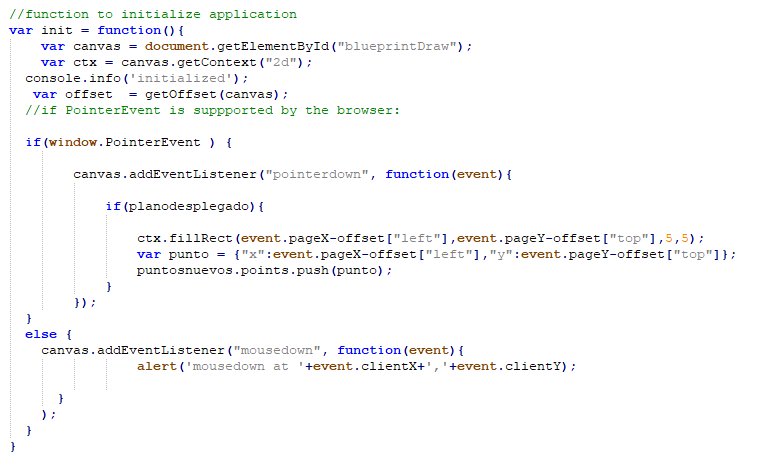 //function to initialize application
var init = function(){
    var canvas = document.getElementById("blueprintDraw");
    var ctx = canvas.getContext("2d");
  console.info('initialized');
   var offset  = getOffset(canvas);
  //if PointerEvent is suppported by the browser:
  if(window.PointerEvent ) {
        canvas.addEventListener("pointerdown", function(event){
            if(planodesplegado){
                ctx.fillRect(event.pageX-offset["left"],event.pageY-offset["top"],5,5);
                var punto = {"x":event.pageX-offset["left"],"y":event.pageY-offset["top"]};
                puntosnuevos.points.push(punto);
            }
        });
  }
  else {
    canvas.addEventListener("mousedown", function(event){
                alert('mousedown at '+event.clientX+','+event.clientY);
      }
    );
  }
}